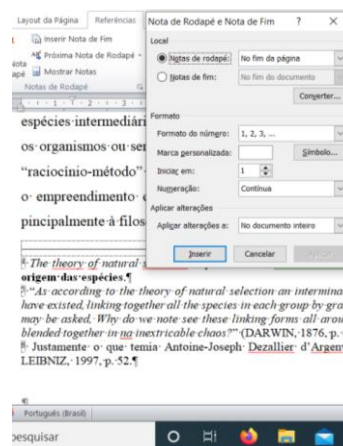 Layout da Página
Referências
Inserir Nota de Fim
Próxima Nota de Rodapé
Mostrar Notas
Notas de Rodapé
Nota de Rodapé e Nota de Fim ? ×
Local
Notas de rodapé: No fim da página
Notas de fim: No fim do documento
Converter...
Formato
Formato do número: 1, 2, 3, ...
Marca personalizada: Símbolo...
Iniciar em: 1
Numeração: Contínua
Aplicar alterações
Aplicar alterações a: No documento inteiro
Inserir Cancelar Aplicar
espécies·intermediári
os·organismos·ou·ser
“raciocínio-método”·
o·empreendimento·
pincipalmente·à·filos
The·theory·of·natural·s
origem·das·espécies.¶
“As·according·to·the·theory·of·natural·selection·an·intermina
have·existed,·linking·together·all·the·species·in·each·group·by·gra
may·be·asked,·Why·do·we·note·see·these·linking·forms·all·arou
blended·together·in·na·inextricable·chaos?”·(DARWIN,·1876,·p.·
Justamente·o·que·temia·Antoine-Joseph·Dezallier·d’Argenv
LEIBNIZ,·1997,·p.·52.¶
¶
Português (Brasil)
pesquisar